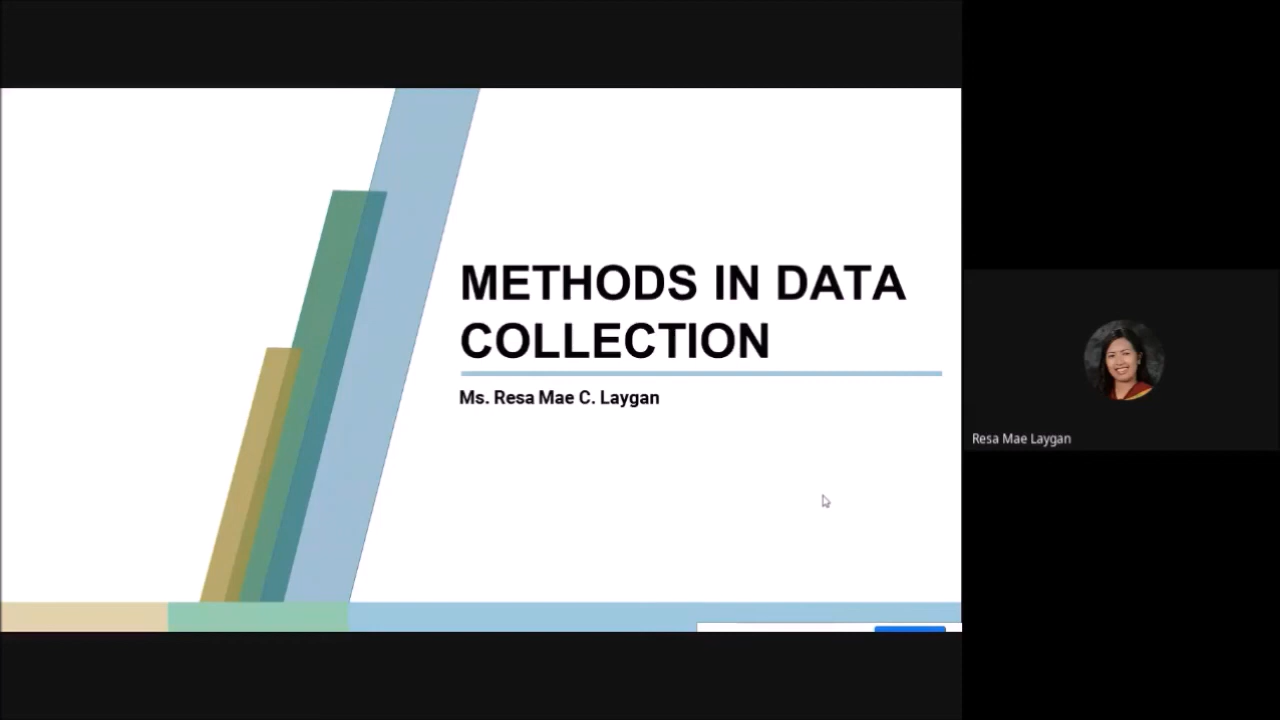 METHODS IN DATA
COLLECTION
Ms. Resa Mae C. Laygan
Resa Mae Laygan